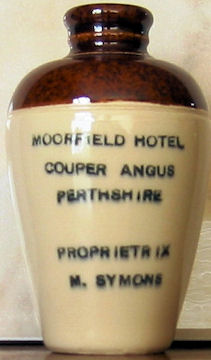 MOORFIELD HOTEL
COUPER ANGUS
PERTHSHIRE
PROPRIETRIX
M. SYMONS